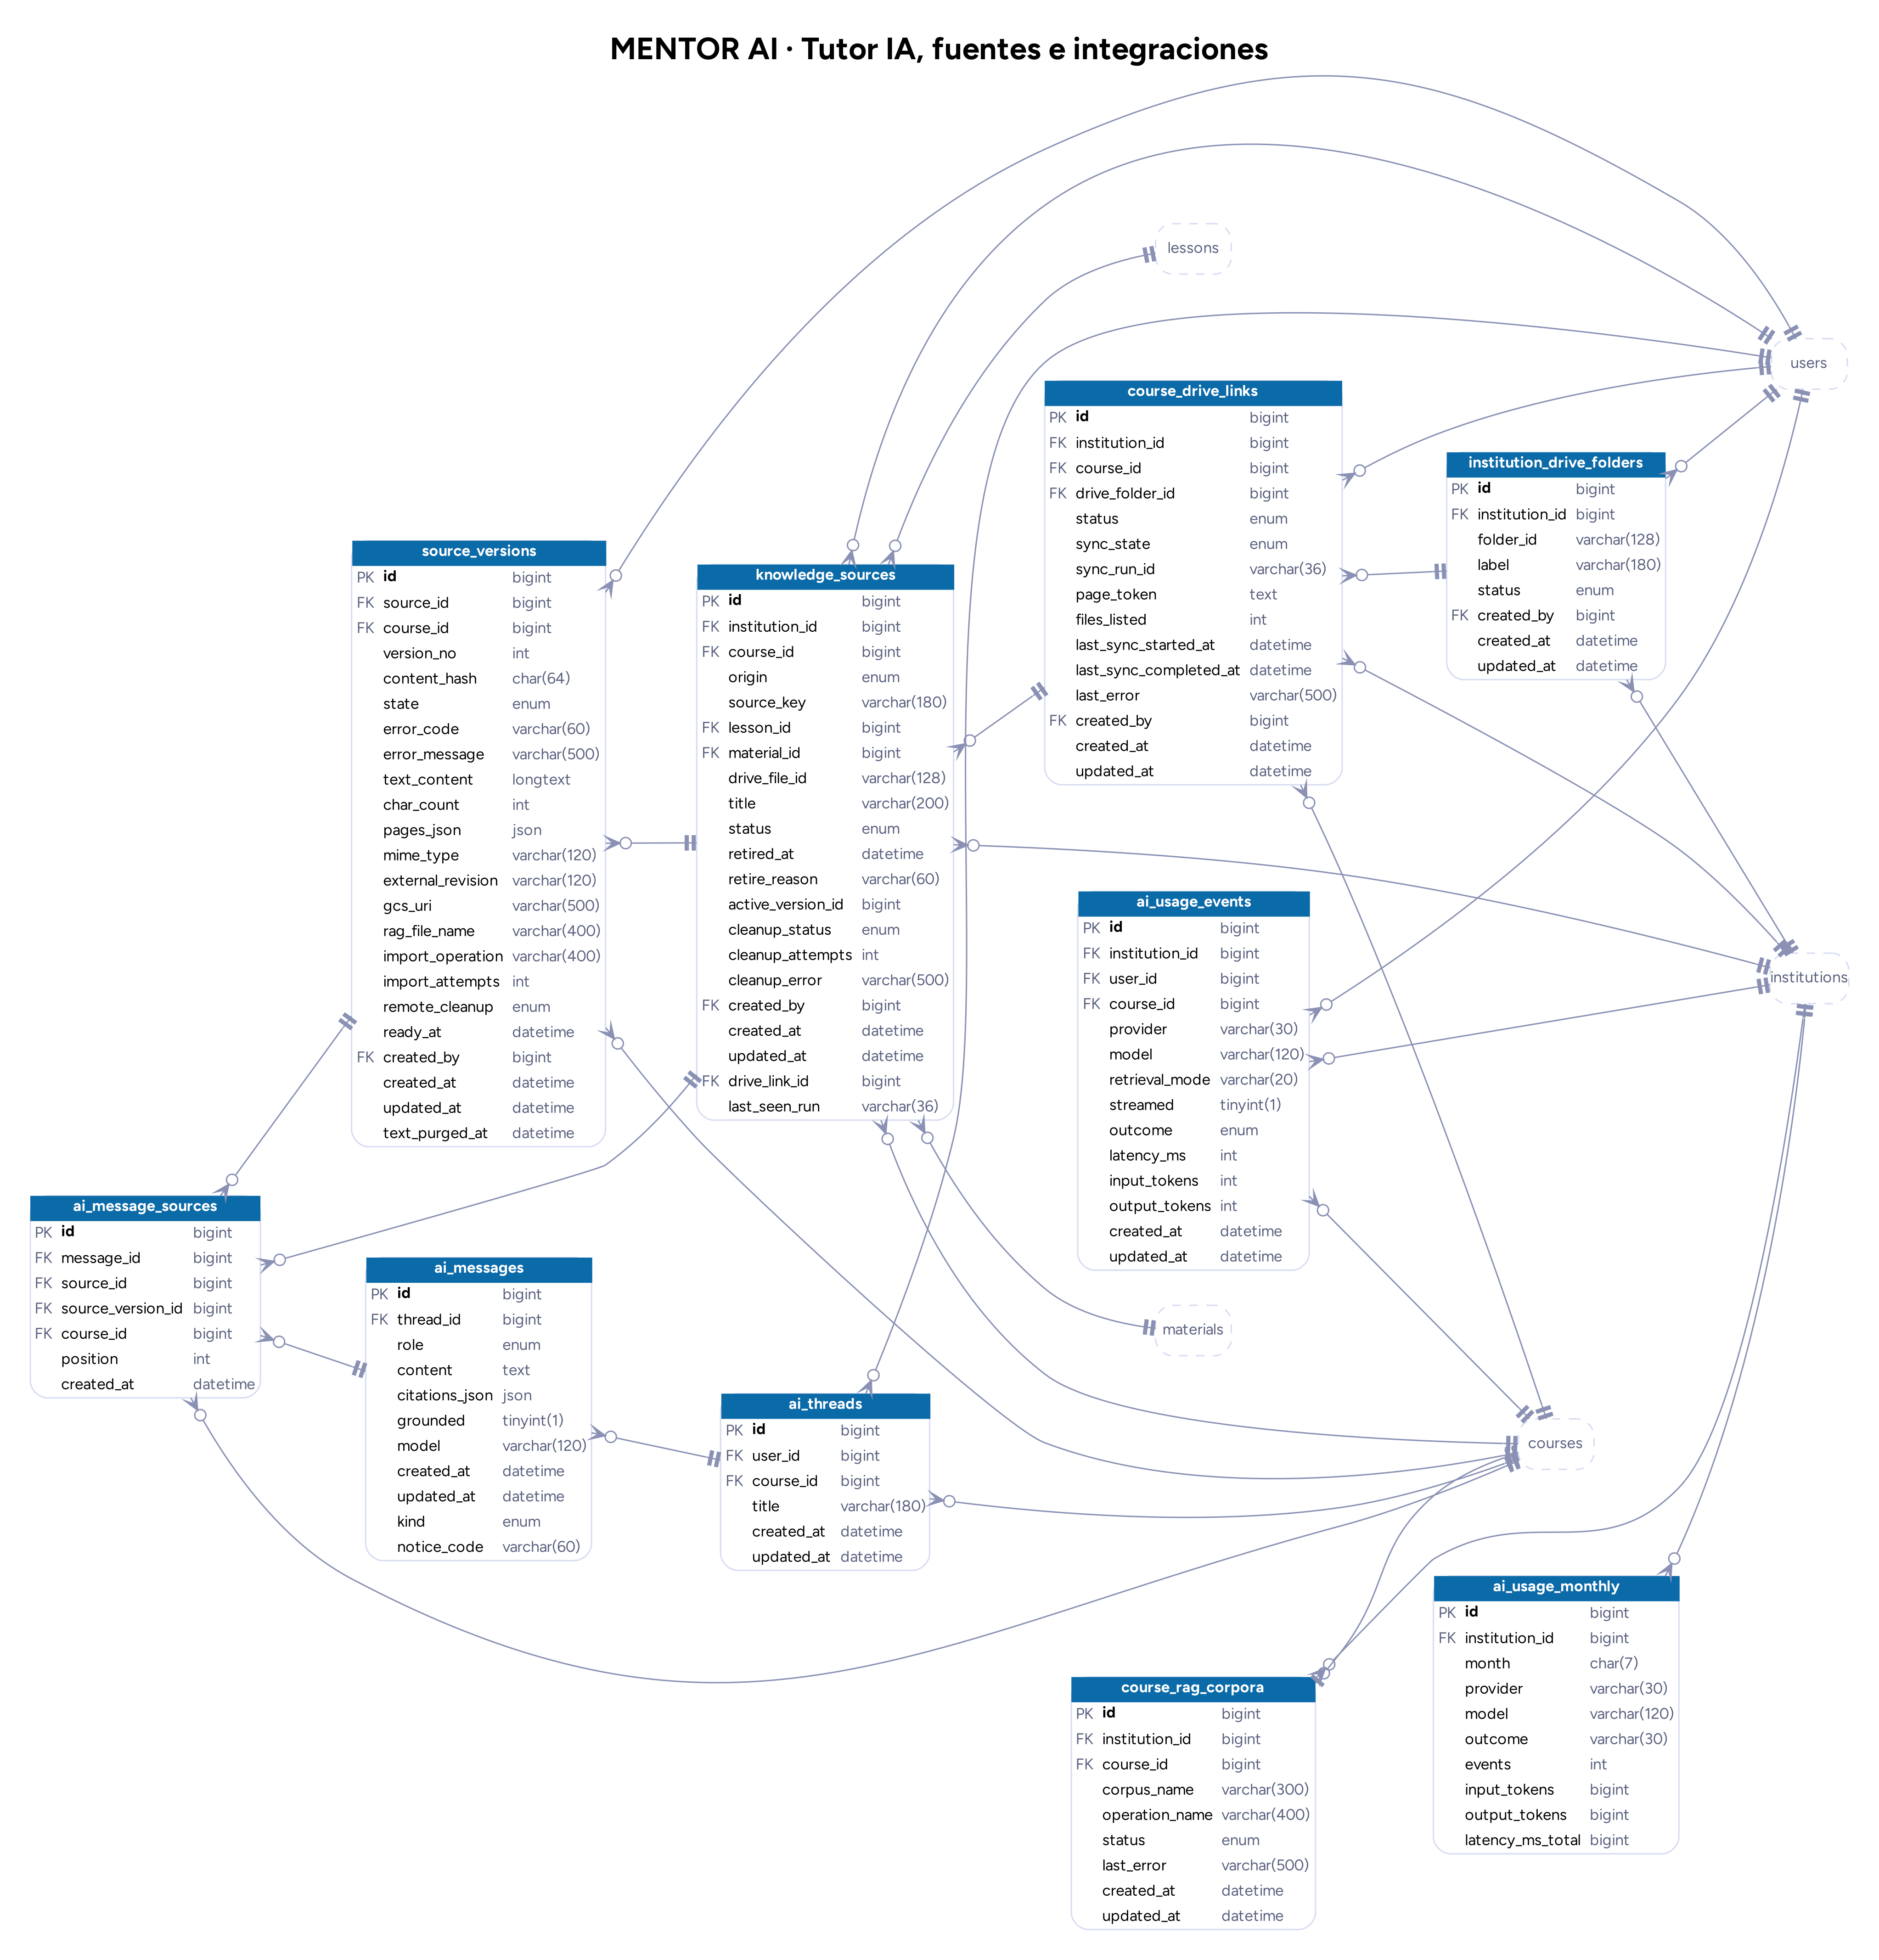 MENTOR AI · Tutor IA, fuentes e integraciones
lessons
users
course_drive_links
PK id bigint
FK institution_id bigint
FK course_id bigint
FK drive_folder_id bigint
status enum
sync_state enum
sync_run_id varchar(36)
page_token text
files_listed int
last_sync_started_at datetime
last_sync_completed_at datetime
last_error varchar(500)
FK created_by bigint
created_at datetime
updated_at datetime
institution_drive_folders
PK id bigint
FK institution_id bigint
folder_id varchar(128)
label varchar(180)
status enum
FK created_by bigint
created_at datetime
updated_at datetime
source_versions
PK id bigint
FK source_id bigint
FK course_id bigint
version_no int
content_hash char(64)
state enum
error_code varchar(60)
error_message varchar(500)
text_content longtext
char_count int
pages_json json
mime_type varchar(120)
external_revision varchar(120)
gcs_uri varchar(500)
rag_file_name varchar(400)
import_operation varchar(400)
import_attempts int
remote_cleanup enum
ready_at datetime
FK created_by bigint
created_at datetime
updated_at datetime
text_purged_at datetime
knowledge_sources
PK id bigint
FK institution_id bigint
FK course_id bigint
origin enum
source_key varchar(180)
FK lesson_id bigint
FK material_id bigint
drive_file_id varchar(128)
title varchar(200)
status enum
retired_at datetime
retire_reason varchar(60)
active_version_id bigint
cleanup_status enum
cleanup_attempts int
cleanup_error varchar(500)
FK created_by bigint
created_at datetime
updated_at datetime
FK drive_link_id bigint
last_seen_run varchar(36)
ai_usage_events
PK id bigint
FK institution_id bigint
FK user_id bigint
FK course_id bigint
provider varchar(30)
model varchar(120)
retrieval_mode varchar(20)
streamed tinyint(1)
outcome enum
latency_ms int
input_tokens int
output_tokens int
created_at datetime
updated_at datetime
institutions
ai_message_sources
PK id bigint
FK message_id bigint
FK source_id bigint
FK source_version_id bigint
FK course_id bigint
position int
created_at datetime
ai_messages
PK id bigint
FK thread_id bigint
role enum
content text
citations_json json
grounded tinyint(1)
model varchar(120)
created_at datetime
updated_at datetime
kind enum
notice_code varchar(60)
materials
ai_threads
PK id bigint
FK user_id bigint
FK course_id bigint
title varchar(180)
created_at datetime
updated_at datetime
courses
course_rag_corpora
PK id bigint
FK institution_id bigint
FK course_id bigint
corpus_name varchar(300)
operation_name varchar(400)
status enum
last_error varchar(500)
created_at datetime
updated_at datetime
ai_usage_monthly
PK id bigint
FK institution_id bigint
month char(7)
provider varchar(30)
model varchar(120)
outcome varchar(30)
events int
input_tokens bigint
output_tokens bigint
latency_ms_total bigint